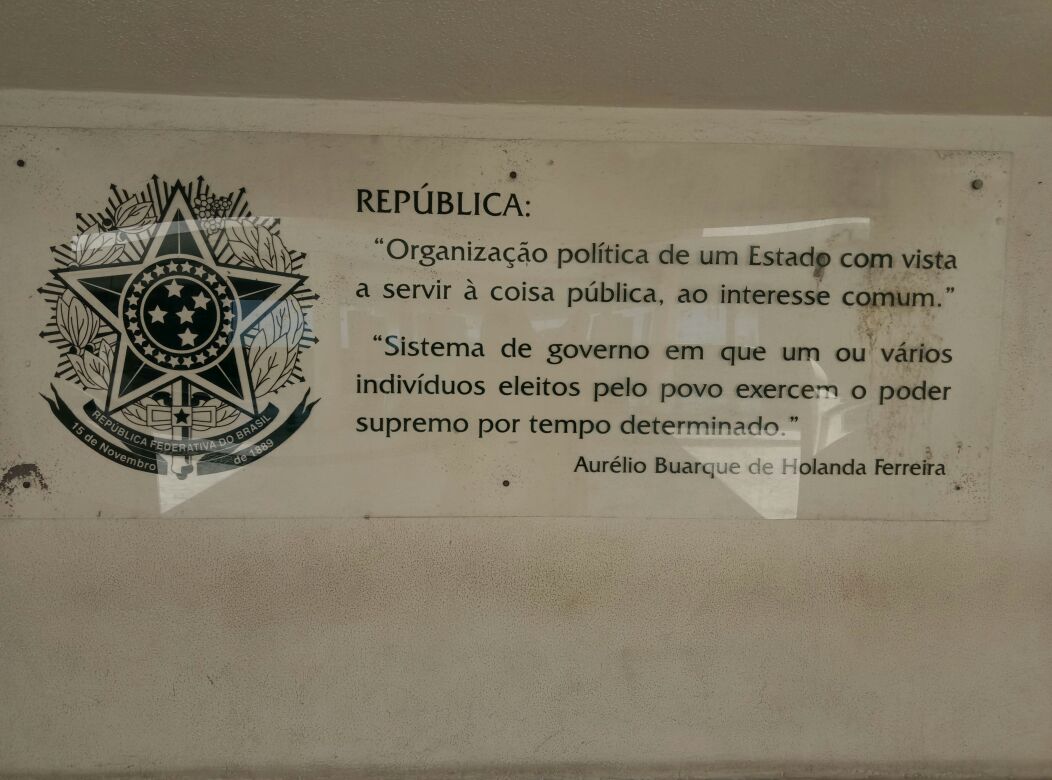 REPÚBLICA:
“Organização política de um Estado com vista
a servir à coisa pública, ao interesse comum.”
“Sistema de governo em que um ou vários
indivíduos eleitos pelo povo exercem o poder
supremo por tempo determinado.”
Aurélio Buarque de Holanda Ferreira
REPÚBLICA FEDERATIVA DO BRASIL
15 de Novembro de 1889